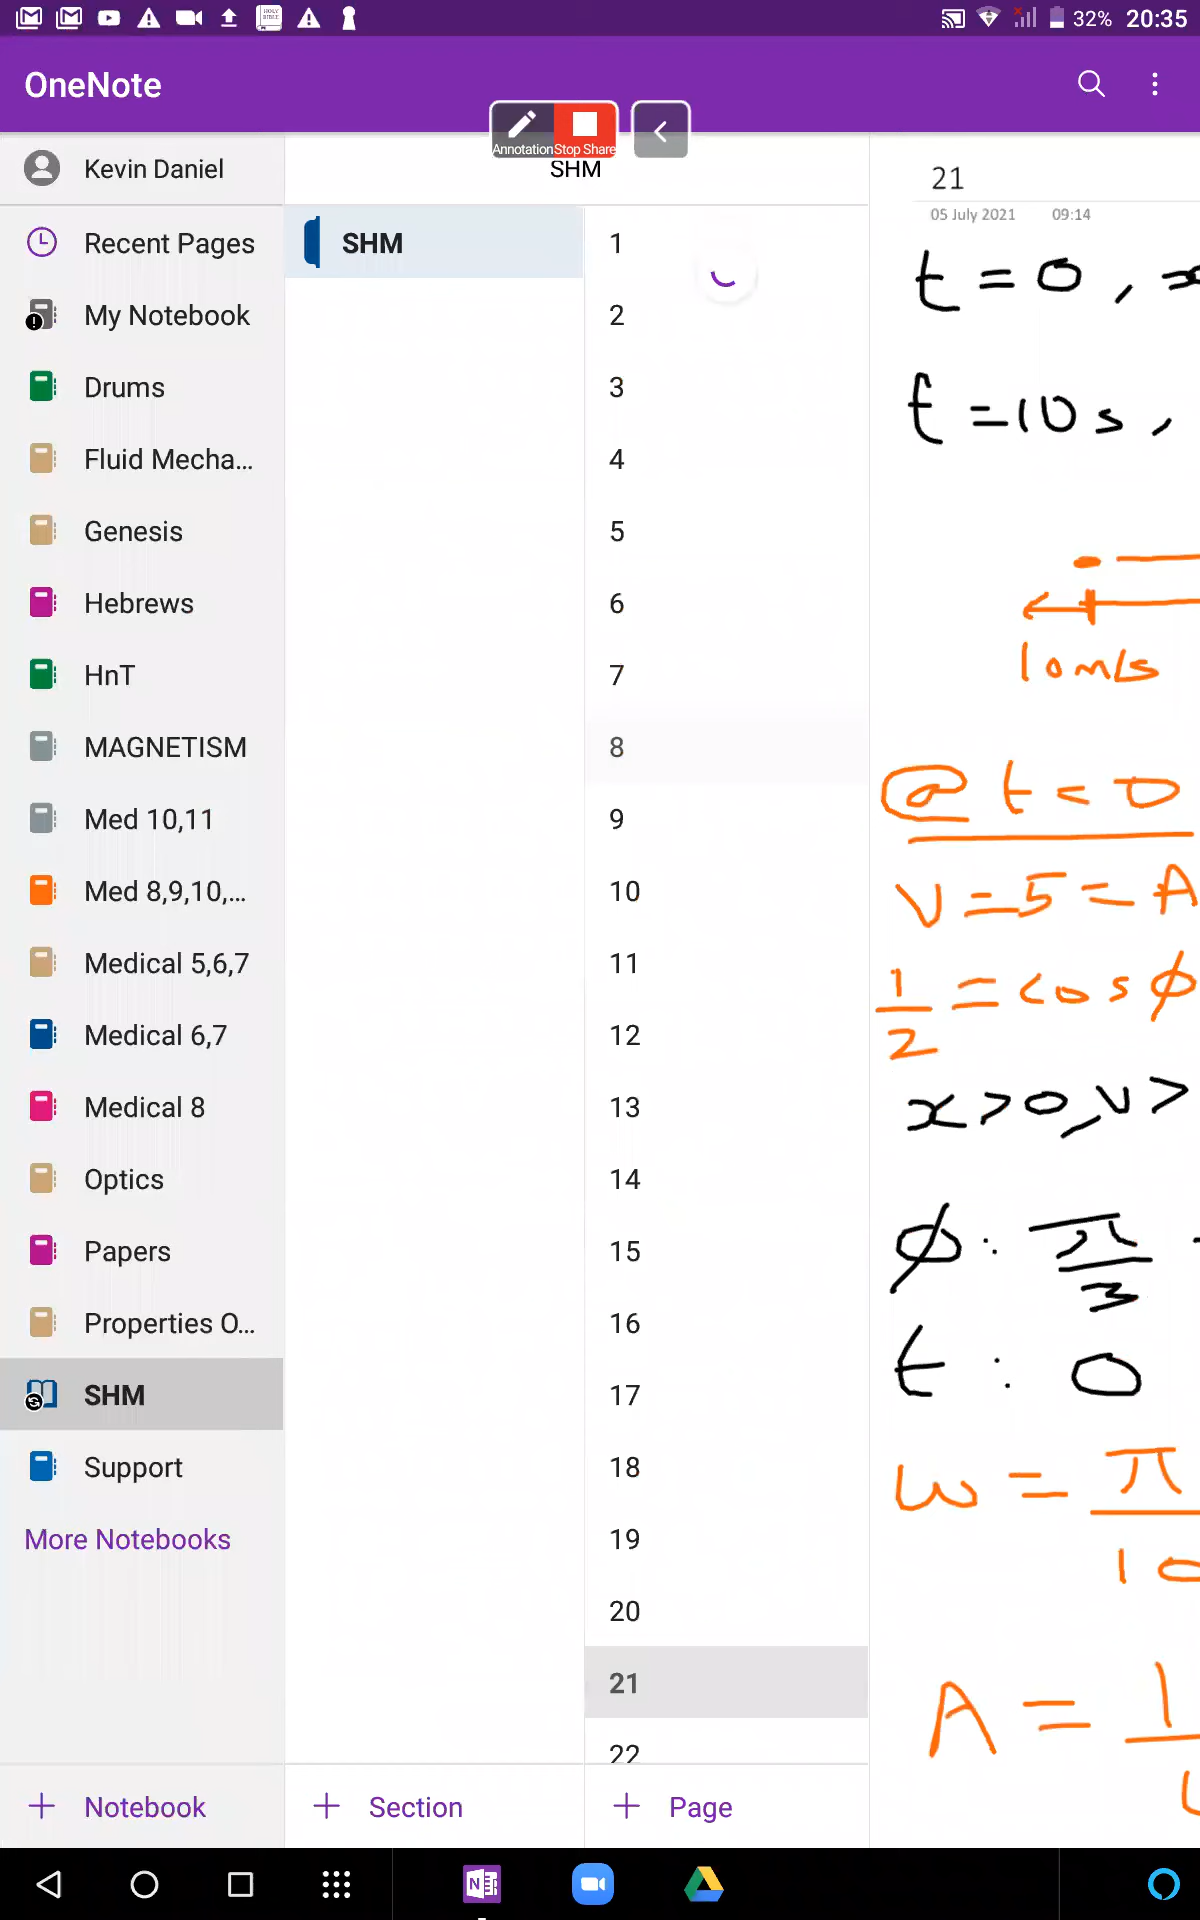 32% 20:35
OneNote
Annotation Stop Share
Kevin Daniel
SHM
Recent Pages
My Notebook
Drums
Fluid Mecha...
Genesis
Hebrews
HnT
MAGNETISM
Med 10,11
Med 8,9,10,...
Medical 5,6,7
Medical 6,7
Medical 8
Optics
Papers
Properties O...
SHM
Support
More Notebooks
Notebook
SHM
Section
1
2
3
4
5
6
7
8
9
10
11
12
13
14
15
16
17
18
19
20
21
22
Page
21
05 July 2021 09:14
t = 0 , x
t = 10 s ,
10 m/s
@ t = 0
v = 5 = A
1/2 = cos ϕ
x > 0, v >
ϕ : π/3
t : 0
ω = π/10
A = 1